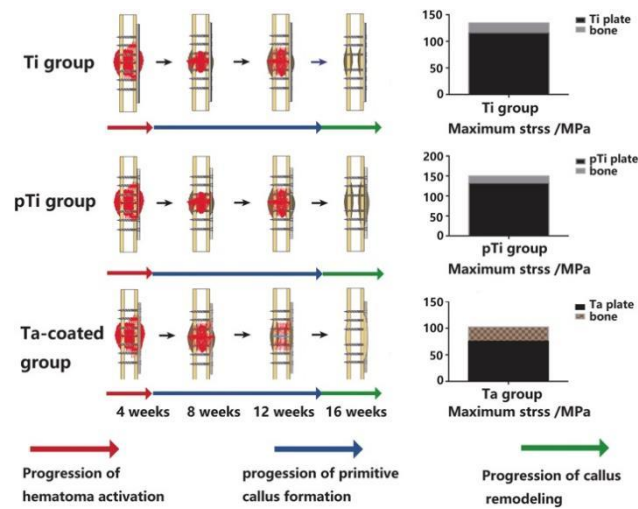 Ti group
150
100
50
0
Ti plate
bone
Ti group
Maximum strss /MPa
pTi group
200
150
100
50
0
pTi plate
bone
pTi group
Maximum strss /MPa
Ta-coated
group
150
100
50
0
Ta plate
bone
Ta group
Maximum strss /MPa
4 weeks 8 weeks 12 weeks 16 weeks
Progression of
hematoma activation
progession of primitive
callus formation
Progression of callus
remodeling